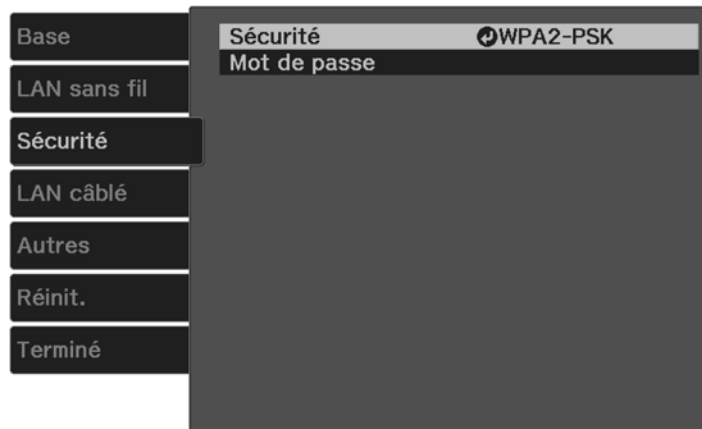 Base
LAN sans fil
Sécurité
LAN câblé
Autres
Réinit.
Terminé
Sécurité WPA2-PSK
Mot de passe